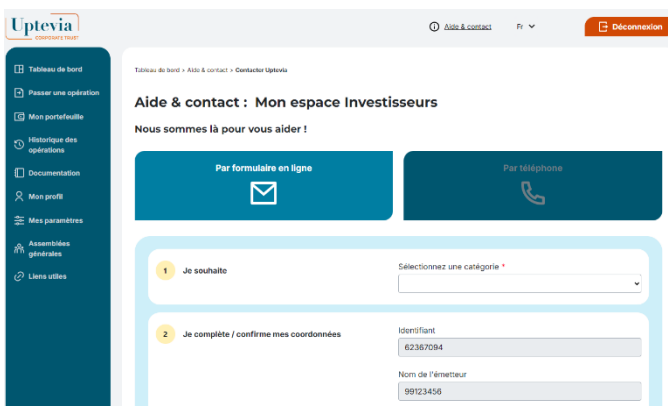 Uptevia
CORPORATE TRUST
Aide & contact
Fr
Déconnexion
Tableau de bord
Passer une opération
Mon portefeuille
Historique des
opérations
Documentation
Mon profil
Mes paramètres
Assemblées
générales
Liens utiles
Tableau de bord > Aide & contact > Contacter Uptevia
Aide & contact : Mon espace Investisseurs
Nous sommes là pour vous aider !
Par formulaire en ligne
Par téléphone
1 Je souhaite
Sélectionnez une catégorie *
2 Je complète / confirme mes coordonnées
Identifiant
62367094
Nom de l'émetteur
99123456